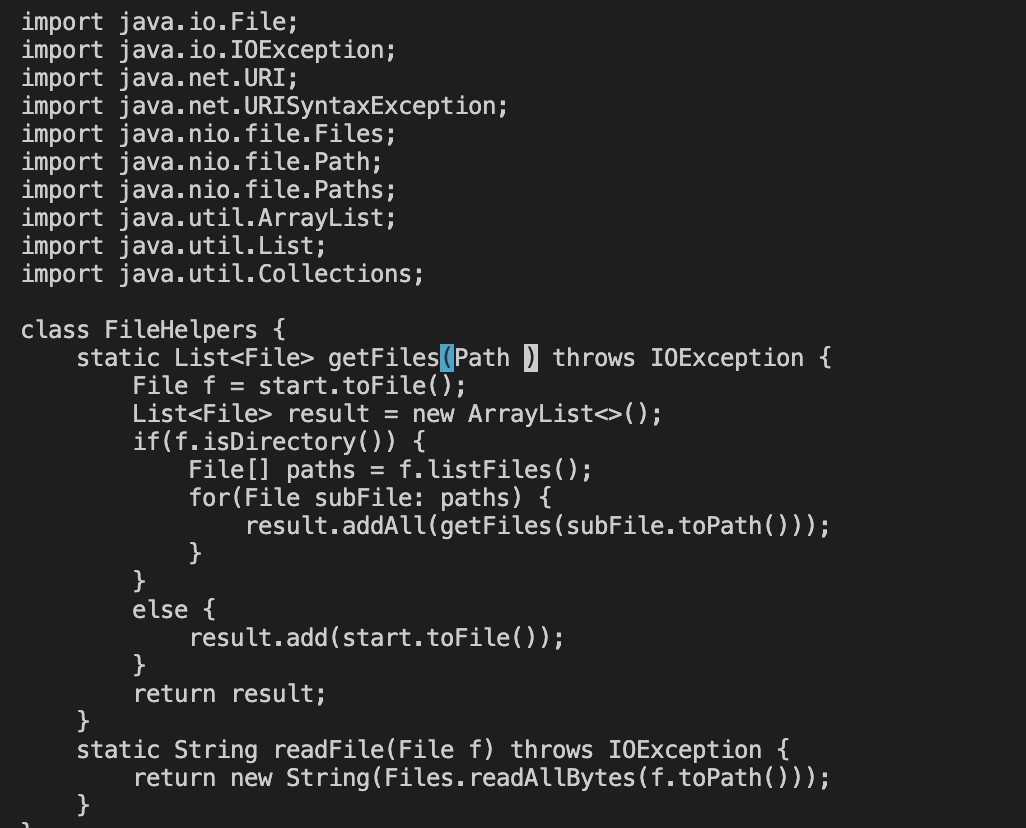 import java.io.File;
import java.io.IOException;
import java.net.URI;
import java.net.URISyntaxException;
import java.nio.file.Files;
import java.nio.file.Path;
import java.nio.file.Paths;
import java.util.ArrayList;
import java.util.List;
import java.util.Collections;

class FileHelpers {
    static List<File> getFiles(Path ) throws IOException {
        File f = start.toFile();
        List<File> result = new ArrayList<>();
        if(f.isDirectory()) {
            File[] paths = f.listFiles();
            for(File subFile: paths) {
                result.addAll(getFiles(subFile.toPath()));
            }
        }
        else {
            result.add(start.toFile());
        }
        return result;
    }
    static String readFile(File f) throws IOException {
        return new String(Files.readAllBytes(f.toPath()));
    }
}